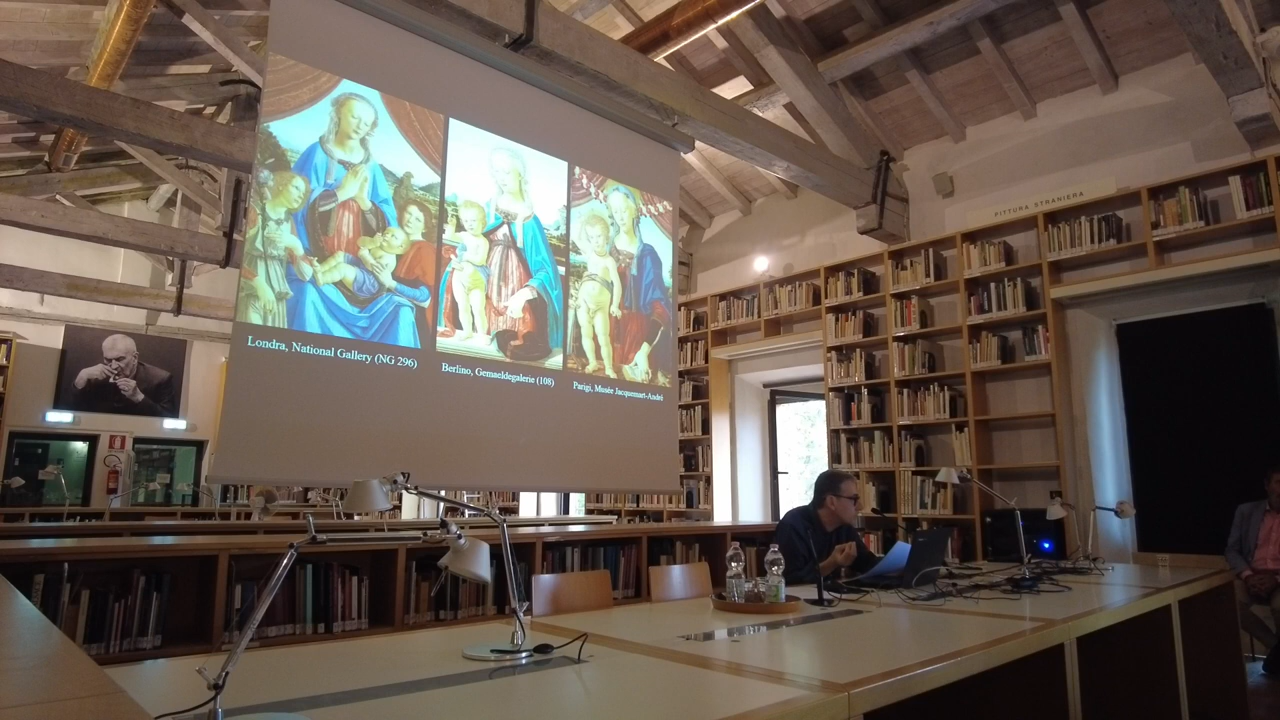 Londra, National Gallery (NG 296)
Berlino, Gemaeldegalerie (108)
Parigi, Musée Jacquemart-André
PITTURA STRANIERA